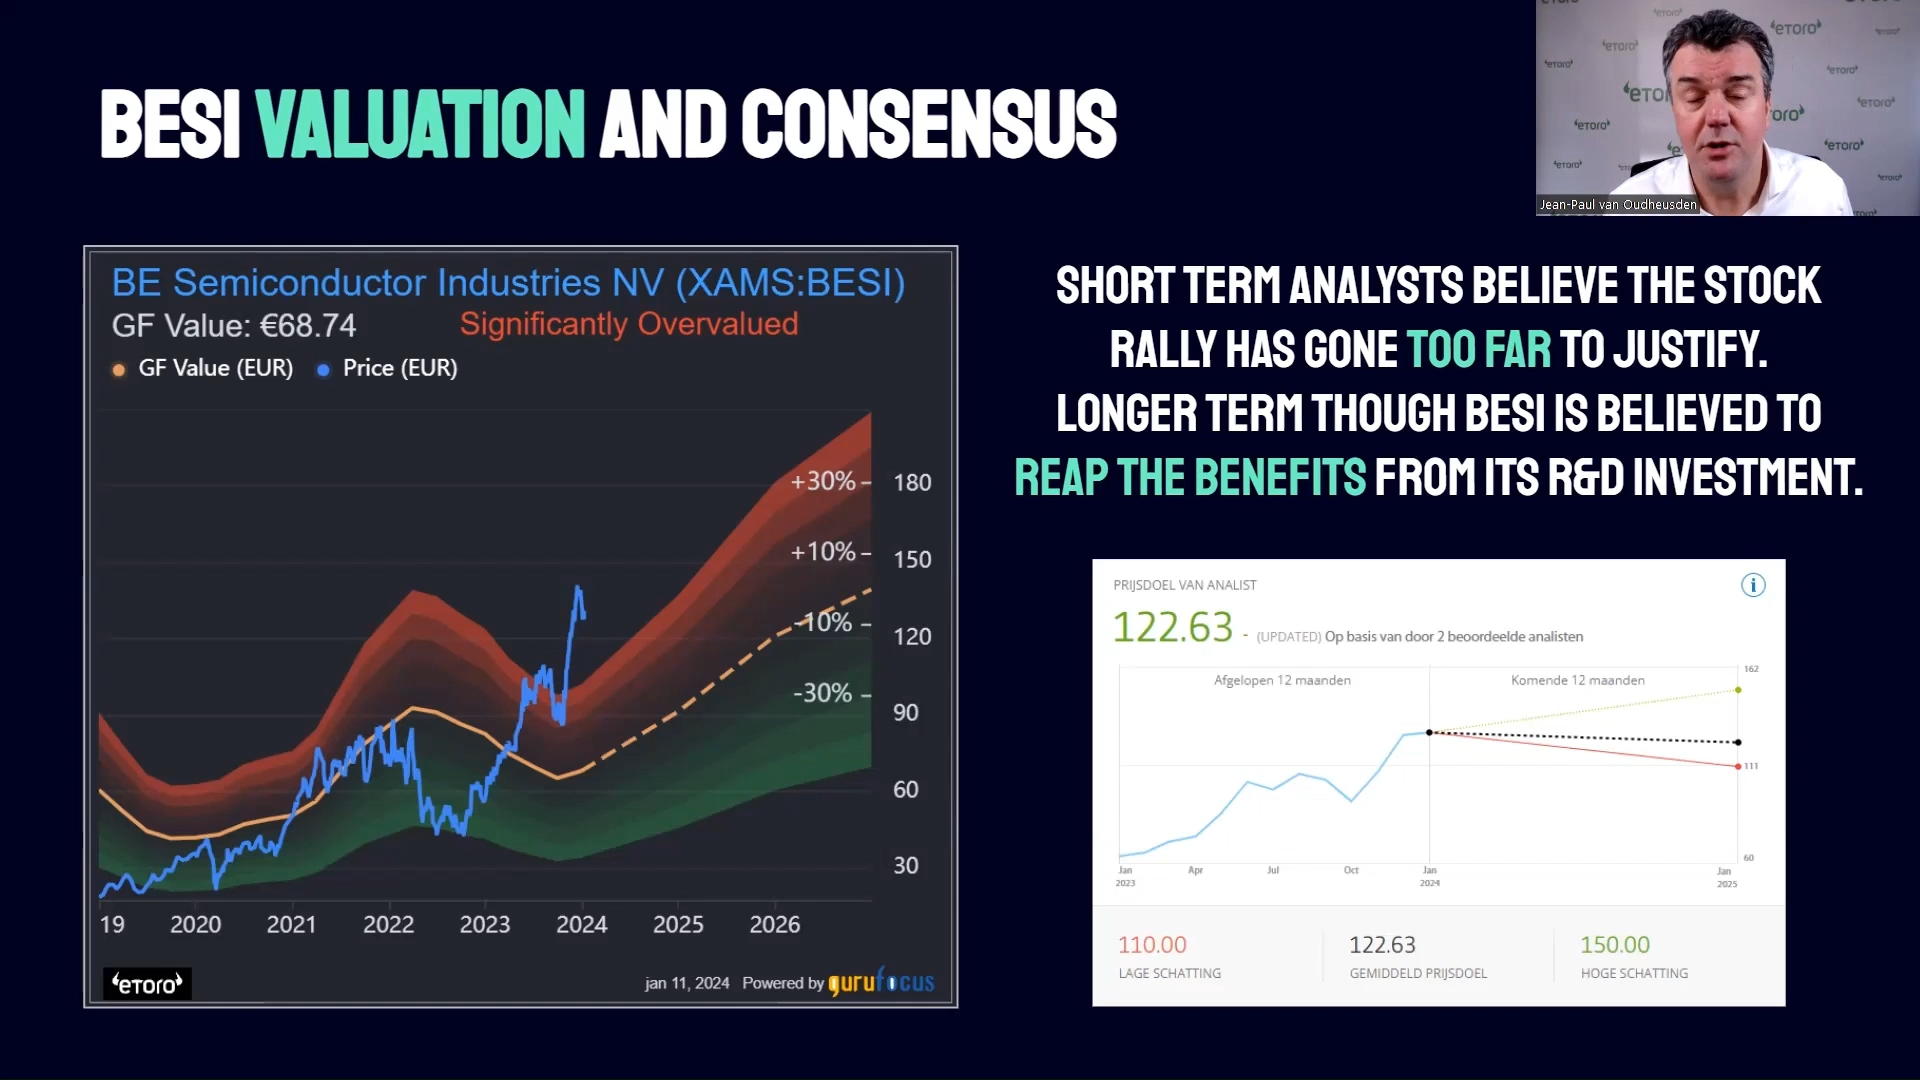 BESI VALUATION AND CONSENSUS
eTORO
Jean-Paul van Oudheusden
BE Semiconductor Industries NV (XAMS:BESI)
GF Value: €68.74 Significantly Overvalued
GF Value (EUR) Price (EUR)
+30%
+10%
-10%
-30%
180
150
120
90
60
30
19 2020 2021 2022 2023 2024 2025 2026
eTORO jan 11, 2024 Powered by gurufocus
SHORT TERM ANALYSTS BELIEVE THE STOCK
RALLY HAS GONE TOO FAR TO JUSTIFY.
LONGER TERM THOUGH BESI IS BELIEVED TO
REAP THE BENEFITS FROM ITS R&D INVESTMENT.
PRIJSDOEL VAN ANALIST
i
122.63 - (UPDATED) Op basis van door 2 beoordeelde analisten
Afgelopen 12 maanden Komende 12 maanden
162
111
60
Jan Apr Jul Oct Jan Jan
2023 2024 2025
110.00 122.63 150.00
LAGE SCHATTING GEMIDDELD PRIJSDOEL HOGE SCHATTING